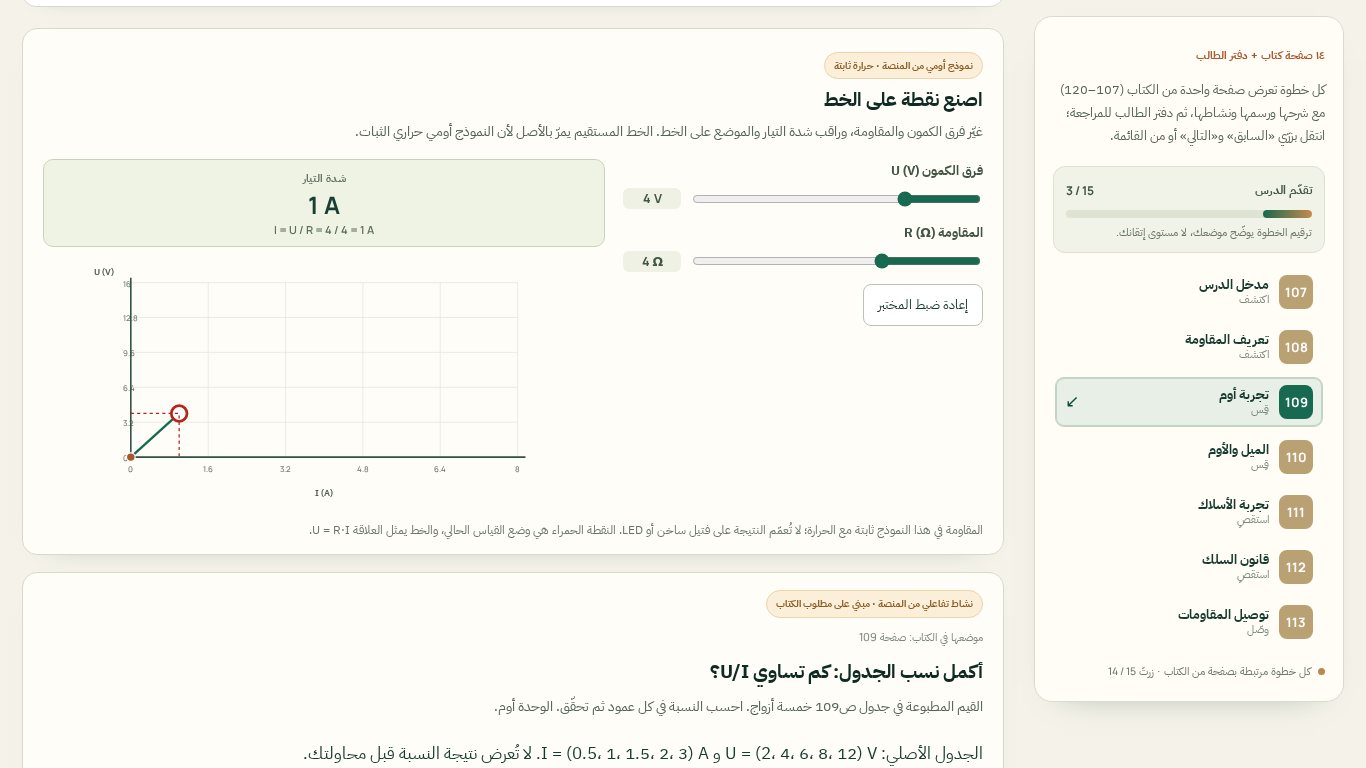 ١٤ صفحة كتاب + دفتر الطالب
كل خطوة تعرض صفحة واحدة من الكتاب (107–120)
مع شرحها ورسمها ونشاطها، ثم دفتر الطالب للمراجعة؛
انتقل بزرّي «السابق» و«التالي» أو من القائمة.
تقدّم الدرس
3 / 15
ترقيم الخطوة يوضّح موضعك، لا مستوى إتقانك.
107
مدخل الدرس
اكتشف
108
تعريف المقاومة
اكتشف
109
تجربة أوم
قِس
↙
110
الميل والأوم
قِس
111
تجربة الأسلاك
استقصِ
112
قانون السلك
استقصِ
113
توصيل المقاومات
وصّل
كل خطوة مرتبطة بصفحة من الكتاب · زرتَ 15 / 14
نموذج أومي من المنصة · حرارة ثابتة
اصنع نقطة على الخط
غيّر فرق الكمون والمقاومة، وراقب شدة التيار والموضع على الخط. الخط المستقيم يمرّ بالأصل لأن النموذج أومي حراري الثبات.
فرق الكمون U (V)
4 V
المقاومة R (Ω)
4 Ω
إعادة ضبط المختبر
شدة التيار
1 A
I = U / R = 4 / 4 = 1 A
U (V)
16
12.8
9.6
6.4
3.2
0
0 1.6 3.2 4.8 6.4 8
I (A)
المقاومة في هذا النموذج ثابتة مع الحرارة؛ لا تُعمّم النتيجة على فتيل ساخن أو LED. النقطة الحمراء هي وضع القياس الحالي، والخط يمثل العلاقة U = R·I.
نشاط تفاعلي من المنصة · مبني على مطلوب الكتاب
موضعها في الكتاب: صفحة 109
أكمل نسب الجدول: كم تساوي U/I؟
القيم المطبوعة في جدول ص109 خمسة أزواج. احسب النسبة في كل عمود ثم تحقّق. الوحدة أوم.
الجدول الأصلي: U = (2، 4، 6، 8، 12) V و I = (0.5، 1، 1.5، 2، 3) A. لا تُعرض نتيجة النسبة قبل محاولتك.